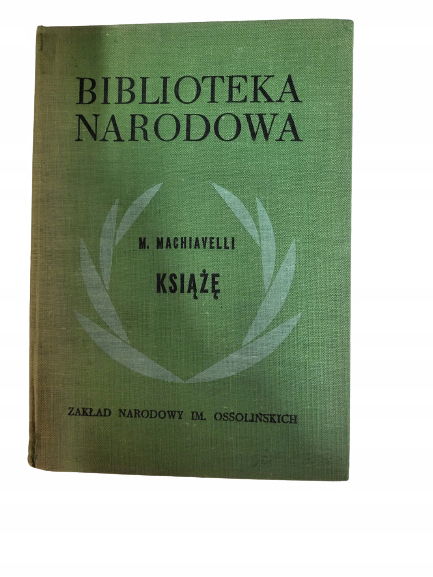 BIBLIOTEKA
NARODOWA
M. MACHIAVELLI
KSIĄŻĘ
ZAKŁAD NARODOWY IM. OSSOLIŃSKICH